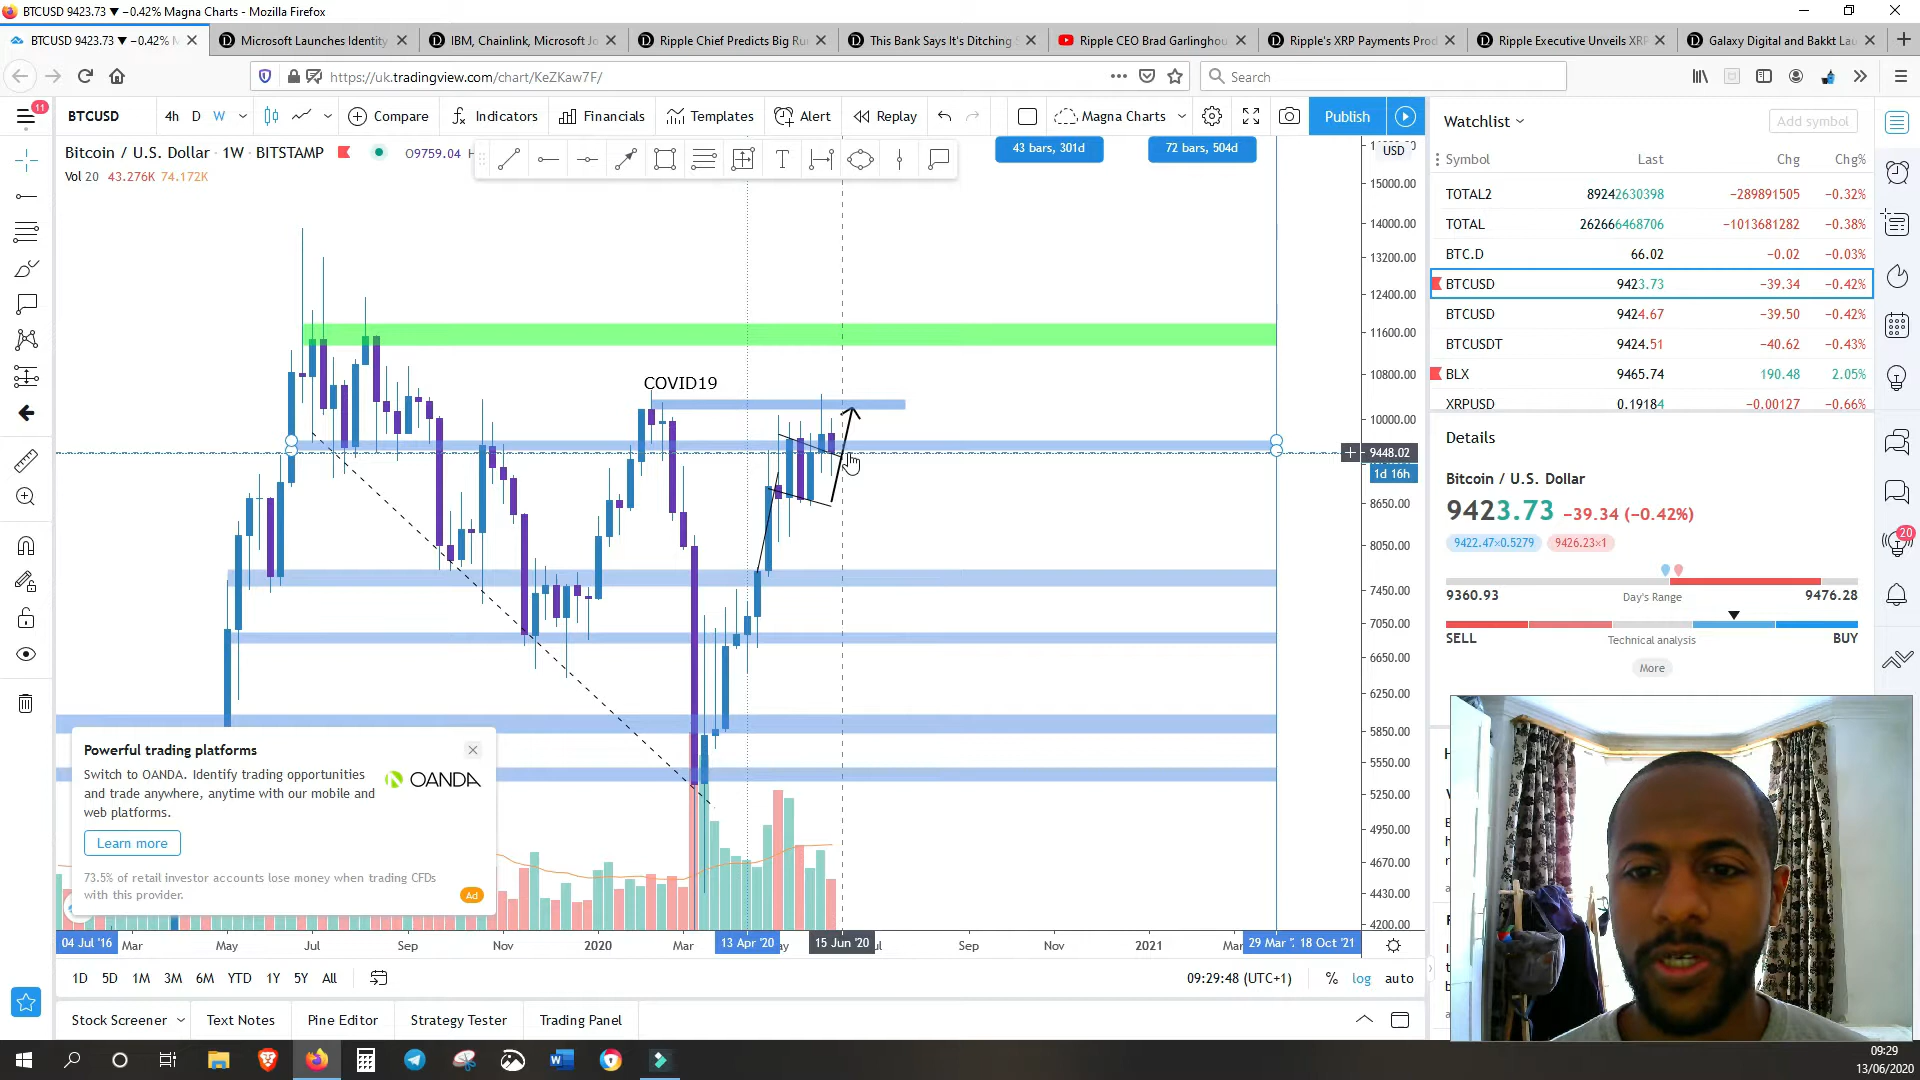 BTCUSD 9423.73 ▼ −0.42% Magna Charts - Mozilla Firefox
BTCUSD 9423.73 ▼ −0.42% M
Microsoft Launches Identity
IBM, Chainlink, Microsoft Jo
Ripple Chief Predicts Big Ru
This Bank Says It's Ditching
Ripple CEO Brad Garlinghou
Ripple's XRP Payments Prod
Ripple Executive Unveils XRP
Galaxy Digital and Bakkt Lau
https://uk.tradingview.com/chart/KeZKaw7F/
Search
11
BTCUSD
4h D W
Compare
Indicators
Financials
Templates
Alert
Replay
Magna Charts
Publish
Watchlist
Add symbol
Bitcoin / U.S. Dollar · 1W · BITSTAMP
O9759.04 H
Vol 20 43.276K 74.172K
43 bars, 301d
72 bars, 504d
USD
15000.00
14000.00
13200.00
12400.00
11600.00
10800.00
10000.00
9448.02
1d 16h
8650.00
8050.00
7450.00
7050.00
6650.00
6250.00
5850.00
5550.00
5250.00
4950.00
4670.00
4430.00
4200.00
COVID19
Symbol Last Chg Chg%
TOTAL2 89242630398 −289891505 −0.32%
TOTAL 262666468706 −1013681282 −0.38%
BTC.D 66.02 −0.02 −0.03%
BTCUSD 9423.73 −39.34 −0.42%
BTCUSD 9424.67 −39.50 −0.42%
BTCUSDT 9424.51 −40.62 −0.43%
BLX 9465.74 190.48 2.05%
XRPUSD 0.19184 −0.00127 −0.66%
Details
Bitcoin / U.S. Dollar
9423.73 −39.34 (−0.42%)
9422.47×0.5279 9426.23×1
20
9360.93 Day's Range 9476.28
SELL Technical analysis BUY
More
Powerful trading platforms
Switch to OANDA. Identify trading opportunities
and trade anywhere, anytime with our mobile and
web platforms.
OANDA
Learn more
73.5% of retail investor accounts lose money when trading CFDs
with this provider.
Ad
04 Jul '16 Mar May Jul Sep Nov 2020 Mar 13 Apr '20 15 Jun '20 Sep Nov 2021 Mar 29 Mar ' 18 Oct '21
1D 5D 1M 3M 6M YTD 1Y 5Y All
09:29:48 (UTC+1) % log auto
Stock Screener Text Notes Pine Editor Strategy Tester Trading Panel
09:29
13/06/2020